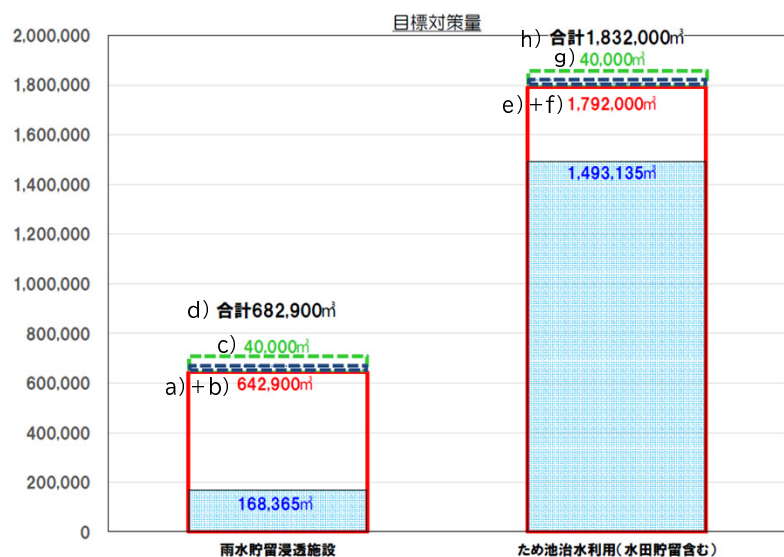 目標対策量
2,000,000
1,800,000
1,600,000
1,400,000
1,200,000
1,000,000
800,000
600,000
400,000
200,000
0
d) 合計682,900㎥
c) 40,000㎥
a)+b) 642,900㎥
168,365㎥
雨水貯留浸透施設
h) 合計1,832,000㎥
g) 40,000㎥
e)+f) 1,792,000㎥
1,493,135㎥
ため池治水利用(水田貯留含む)